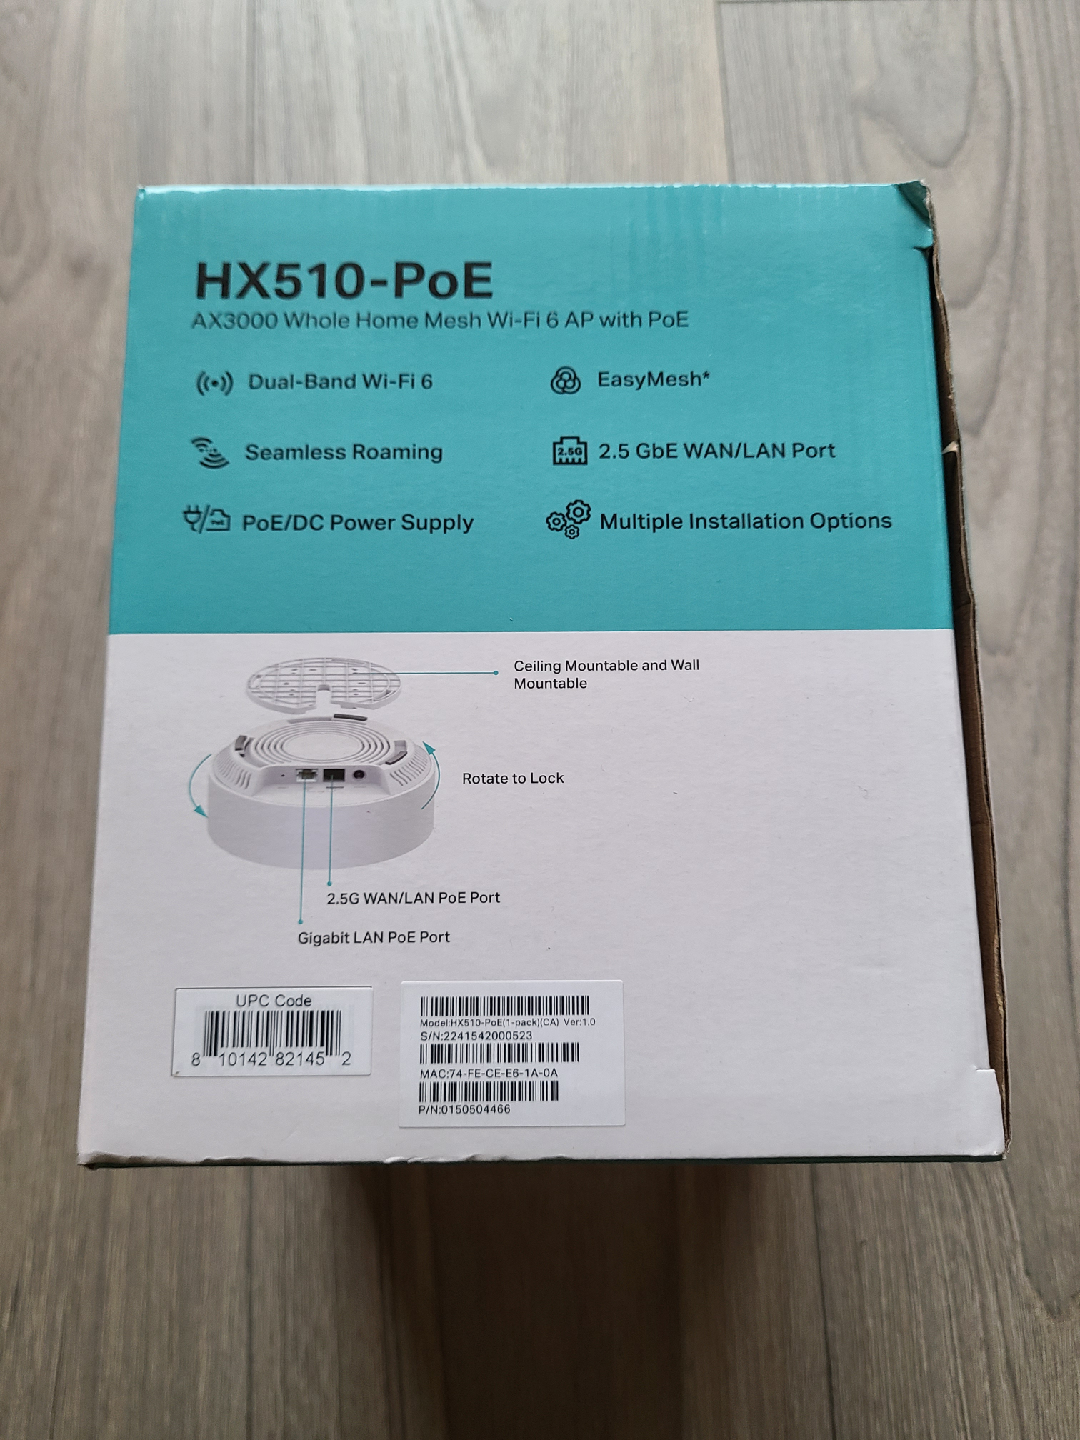 HX510-PoE
AX3000 Whole Home Mesh Wi-Fi 6 AP with PoE
Dual-Band Wi-Fi 6
EasyMesh*
Seamless Roaming
2.5G
2.5 GbE WAN/LAN Port
PoE/DC Power Supply
Multiple Installation Options
Ceiling Mountable and Wall
Mountable
Rotate to Lock
2.5G WAN/LAN PoE Port
Gigabit LAN PoE Port
UPC Code
8 10142 82145 2
Model:HX510-PoE(1-pack)(CA) Ver:1.0
S/N:2241542000523
MAC:74-FE-CE-E6-1A-0A
P/N:0150504466